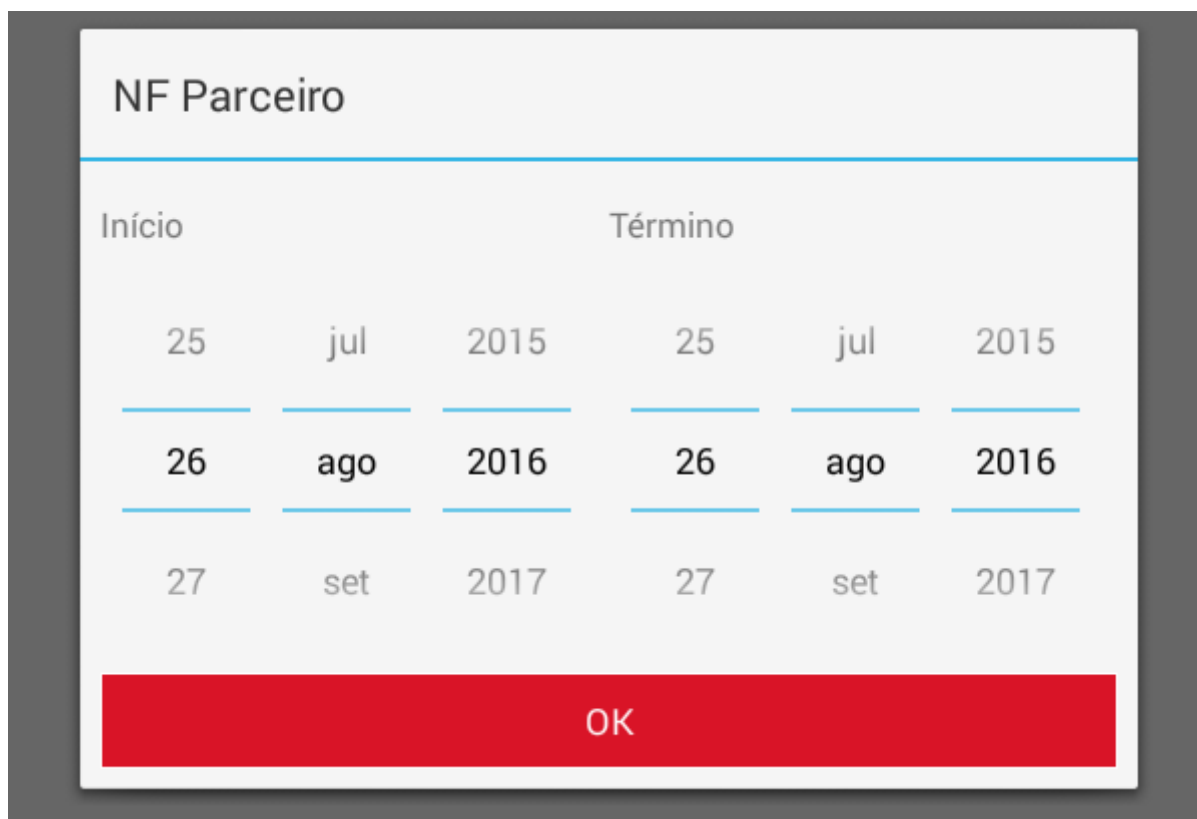 NF Parceiro
Início Término
25 jul 2015 25 jul 2015
26 ago 2016 26 ago 2016
27 set 2017 27 set 2017
OK